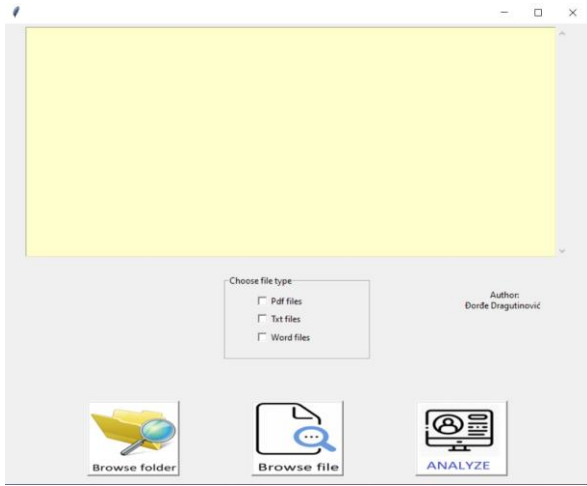 Choose file type
Pdf files
Txt files
Word files
Author:
Đorđe Dragutinović
Browse folder
Browse file
ANALYZE